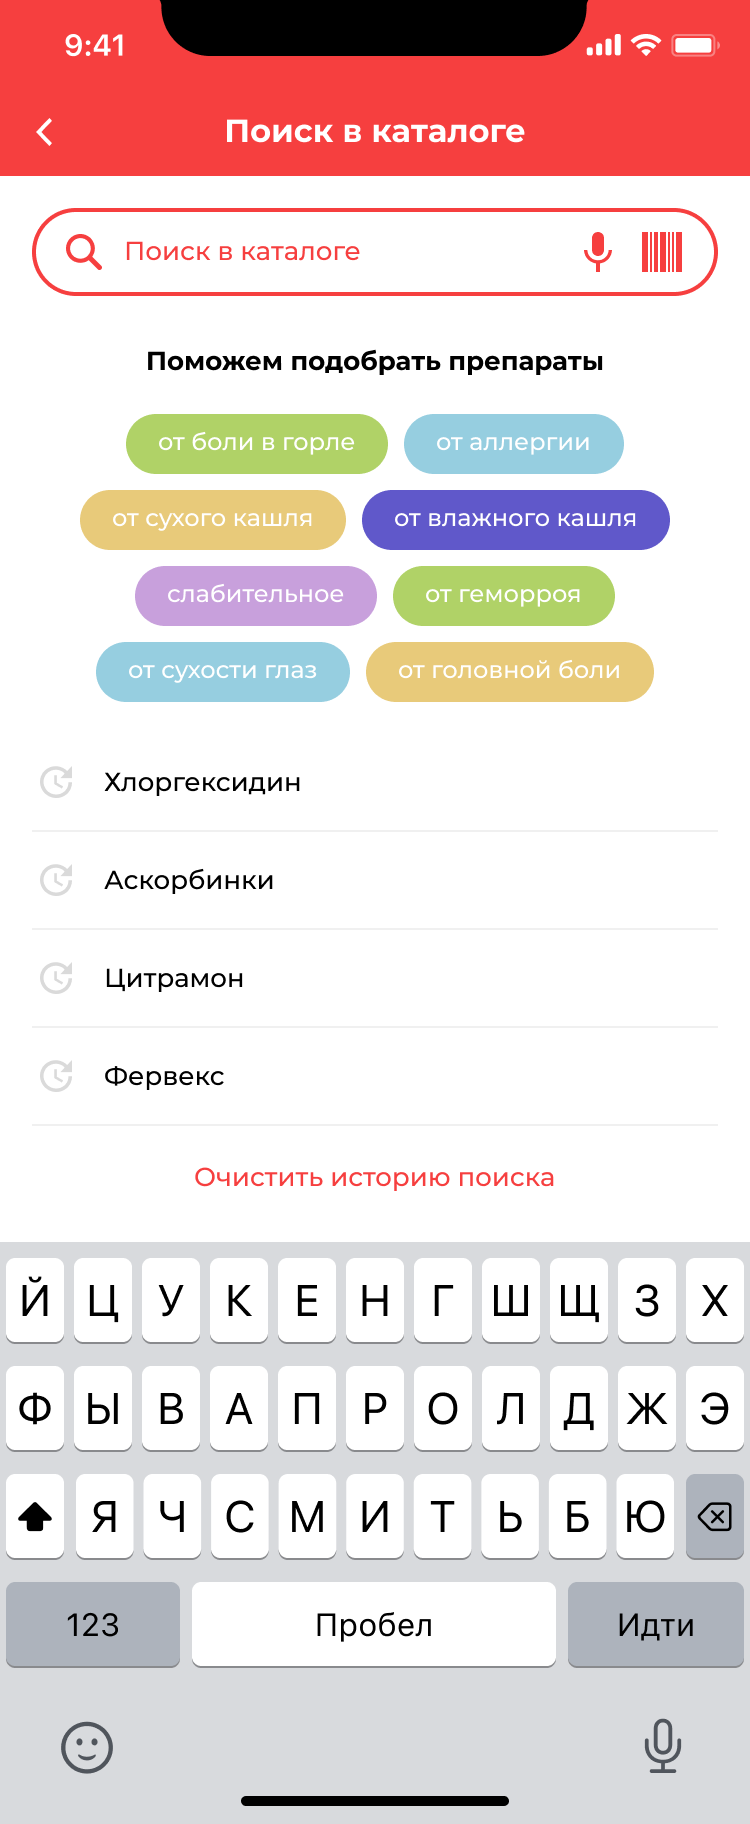 9:41
Поиск в каталоге
Поиск в каталоге
Поможем подобрать препараты
от боли в горле от аллергии
от сухого кашля от влажного кашля
слабительное от геморроя
от сухости глаз от головной боли
Хлоргексидин
Аскорбинки
Цитрамон
Фервекс
Очистить историю поиска
Й Ц У К Е Н Г Ш Щ З Х
Ф Ы В А П Р О Л Д Ж Э
Я Ч С М И Т Ь Б Ю
123 Пробел Идти